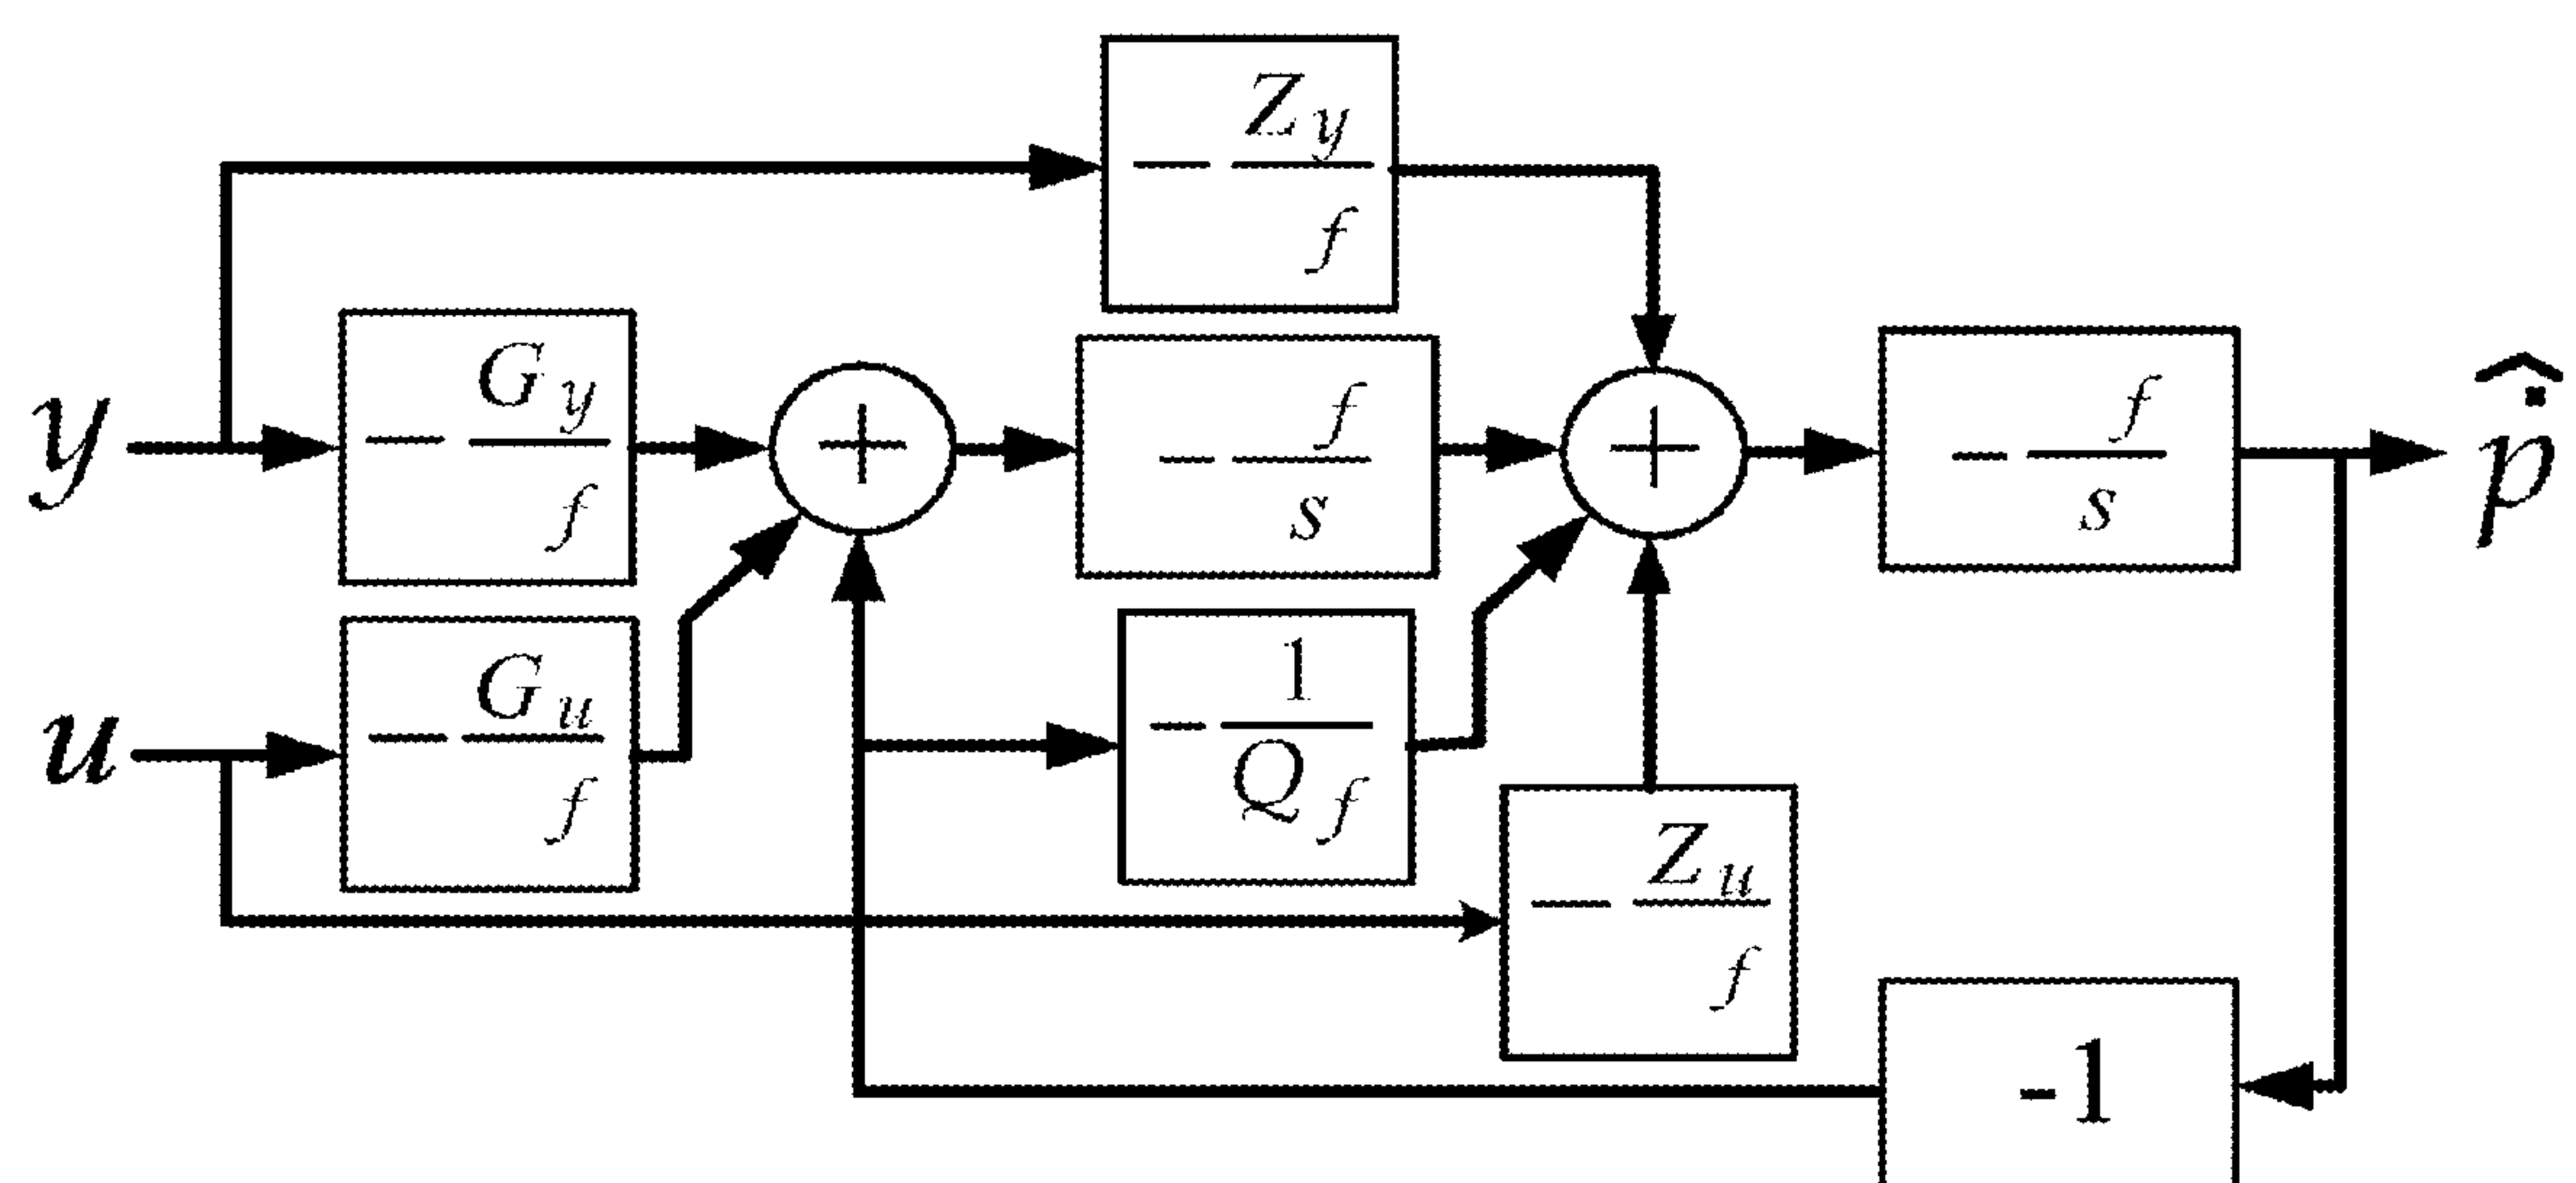 - Z_y / f
y
- G_y / f
+
- f / s
+
- f / s
p̂̈
u
- G_u / f
- 1 / Q_f
- Z_u / f
-1